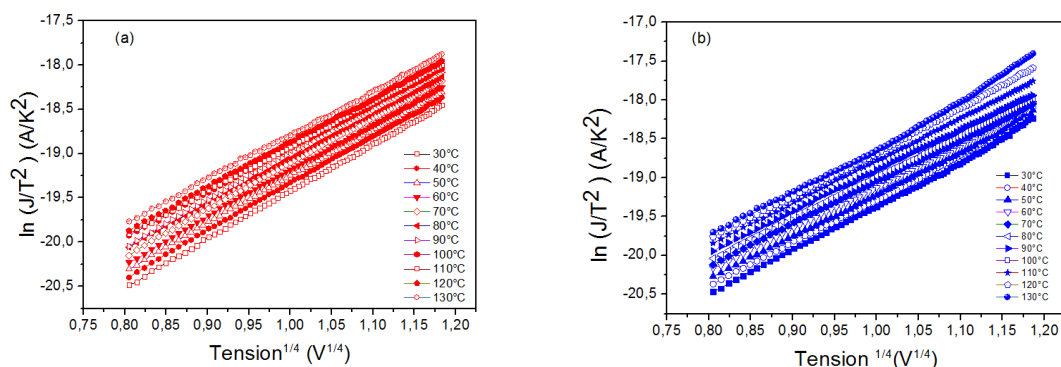 (a)
ln (J/T²) (A/K²)
-17,5
-18,0
-18,5
-19,0
-19,5
-20,0
-20,5
30°C
40°C
50°C
60°C
70°C
80°C
90°C
100°C
110°C
120°C
130°C
0,75 0,80 0,85 0,90 0,95 1,00 1,05 1,10 1,15 1,20
Tension^1/4 (V^1/4)
(b)
ln (J/T²) (A/K²)
-17,0
-17,5
-18,0
-18,5
-19,0
-19,5
-20,0
-20,5
30°C
40°C
50°C
60°C
70°C
80°C
90°C
100°C
110°C
120°C
130°C
0,75 0,80 0,85 0,90 0,95 1,00 1,05 1,10 1,15 1,20
Tension ^1/4(V^1/4)